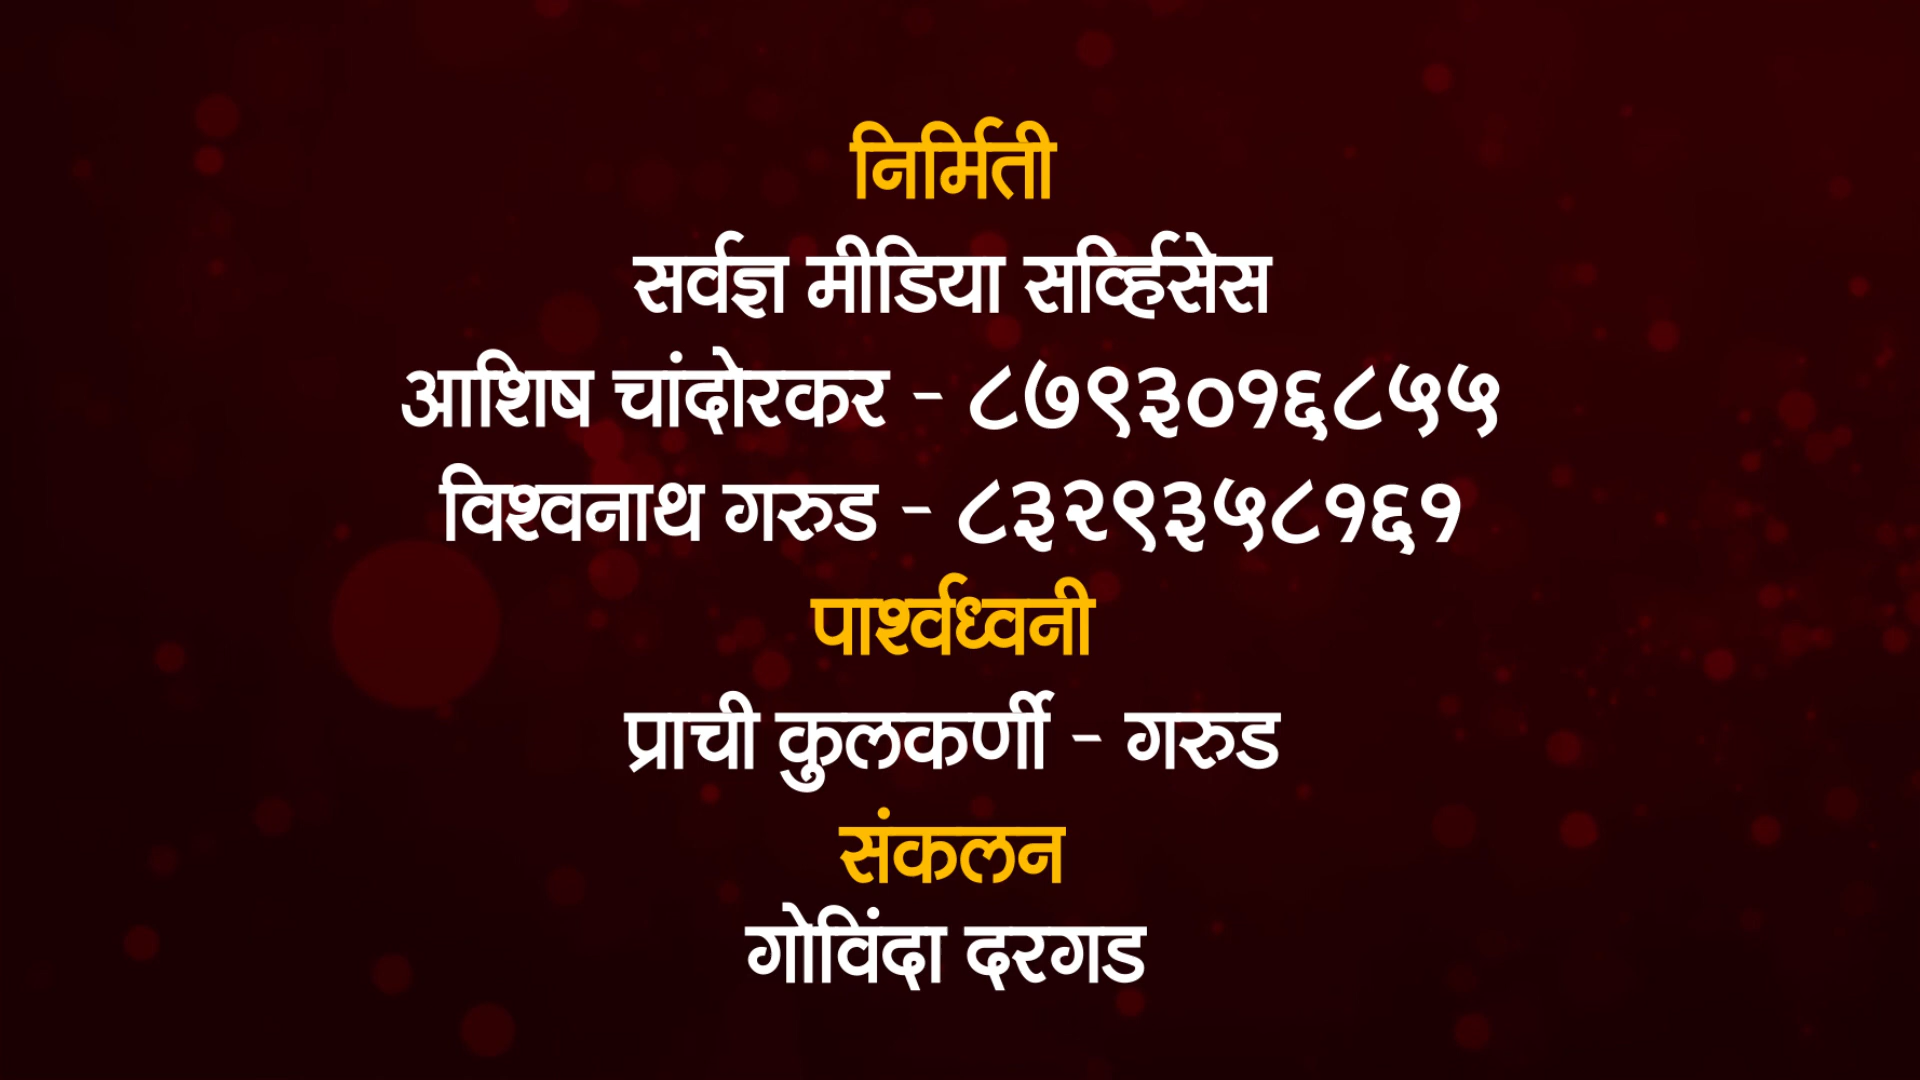 निर्मिती
सर्वज्ञ मीडिया सर्व्हिसेस
आशिष चांदोरकर - ८७९३०१६८५५
विश्वनाथ गरुड - ८३२९३५८१६१
पार्श्वध्वनी
प्राची कुलकर्णी - गरुड
संकलन
गोविंदा दरगड